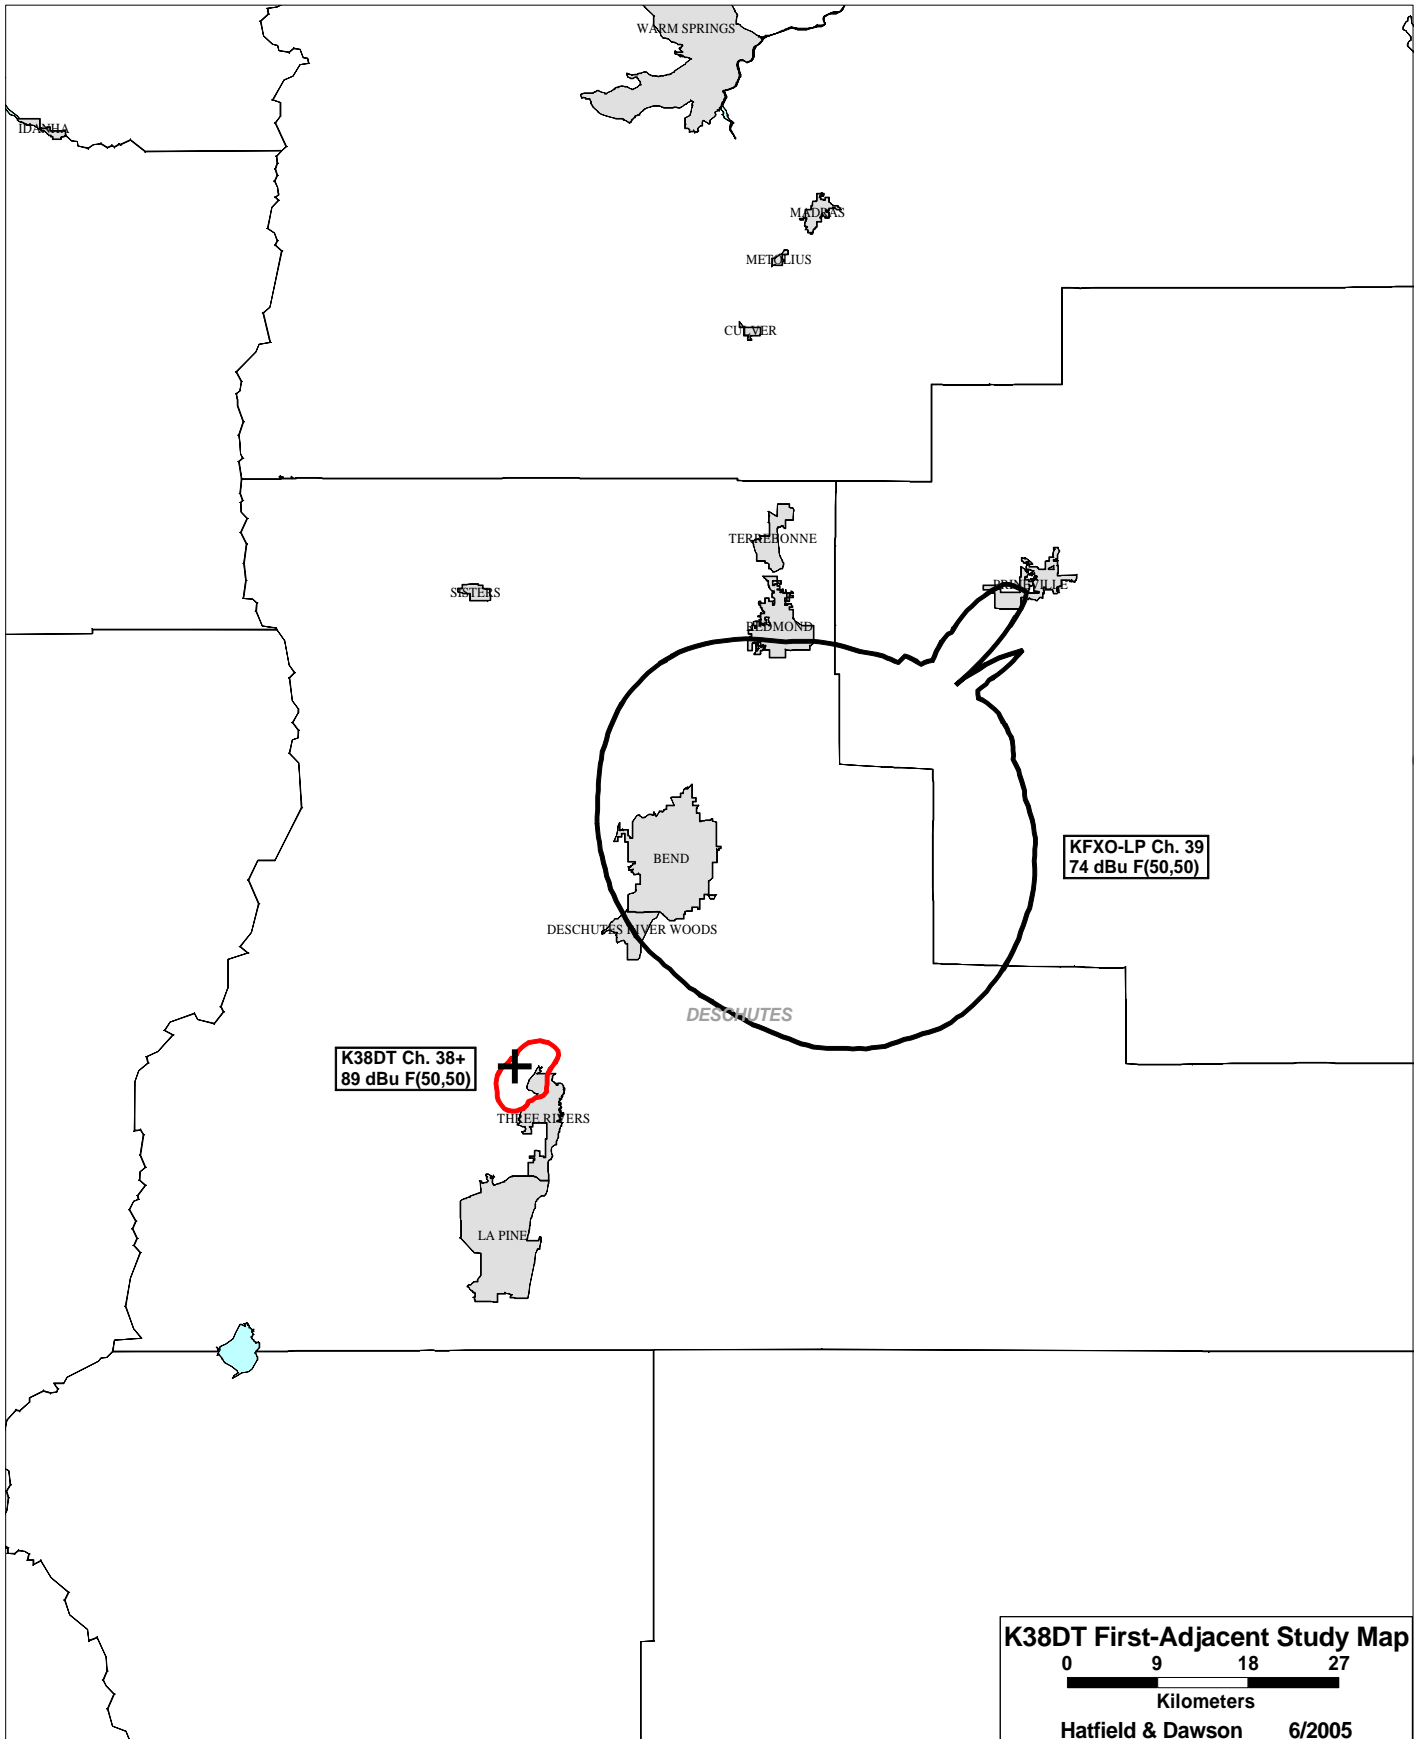 WARM SPRINGS
IDANHA
MADRAS
METOLIUS
CULVER
TERREBONNE
SISTERS
PRINEVILLE
REDMOND
KFXO-LP Ch. 39
74 dBu F(50,50)
BEND
DESCHUTES RIVER WOODS
DESCHUTES
K38DT Ch. 38+
89 dBu F(50,50)
THREE RIVERS
LA PINE
K38DT First-Adjacent Study Map
0 9 18 27
Kilometers
Hatfield & Dawson 6/2005